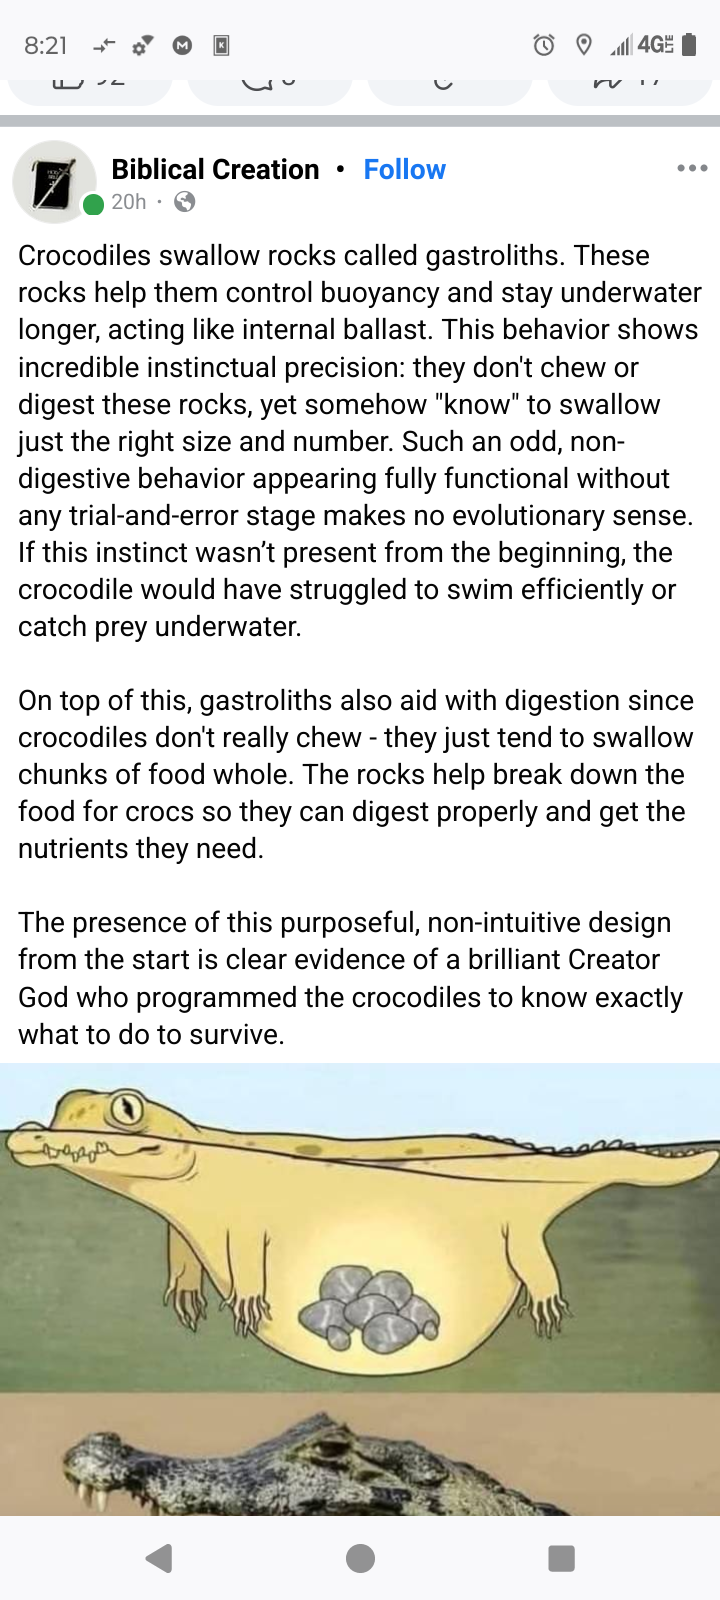 8:21
4G LTE
Biblical Creation • Follow
20h ·
Crocodiles swallow rocks called gastroliths. These
rocks help them control buoyancy and stay underwater
longer, acting like internal ballast. This behavior shows
incredible instinctual precision: they don't chew or
digest these rocks, yet somehow "know" to swallow
just the right size and number. Such an odd, non-
digestive behavior appearing fully functional without
any trial-and-error stage makes no evolutionary sense.
If this instinct wasn’t present from the beginning, the
crocodile would have struggled to swim efficiently or
catch prey underwater.
On top of this, gastroliths also aid with digestion since
crocodiles don't really chew - they just tend to swallow
chunks of food whole. The rocks help break down the
food for crocs so they can digest properly and get the
nutrients they need.
The presence of this purposeful, non-intuitive design
from the start is clear evidence of a brilliant Creator
God who programmed the crocodiles to know exactly
what to do to survive.